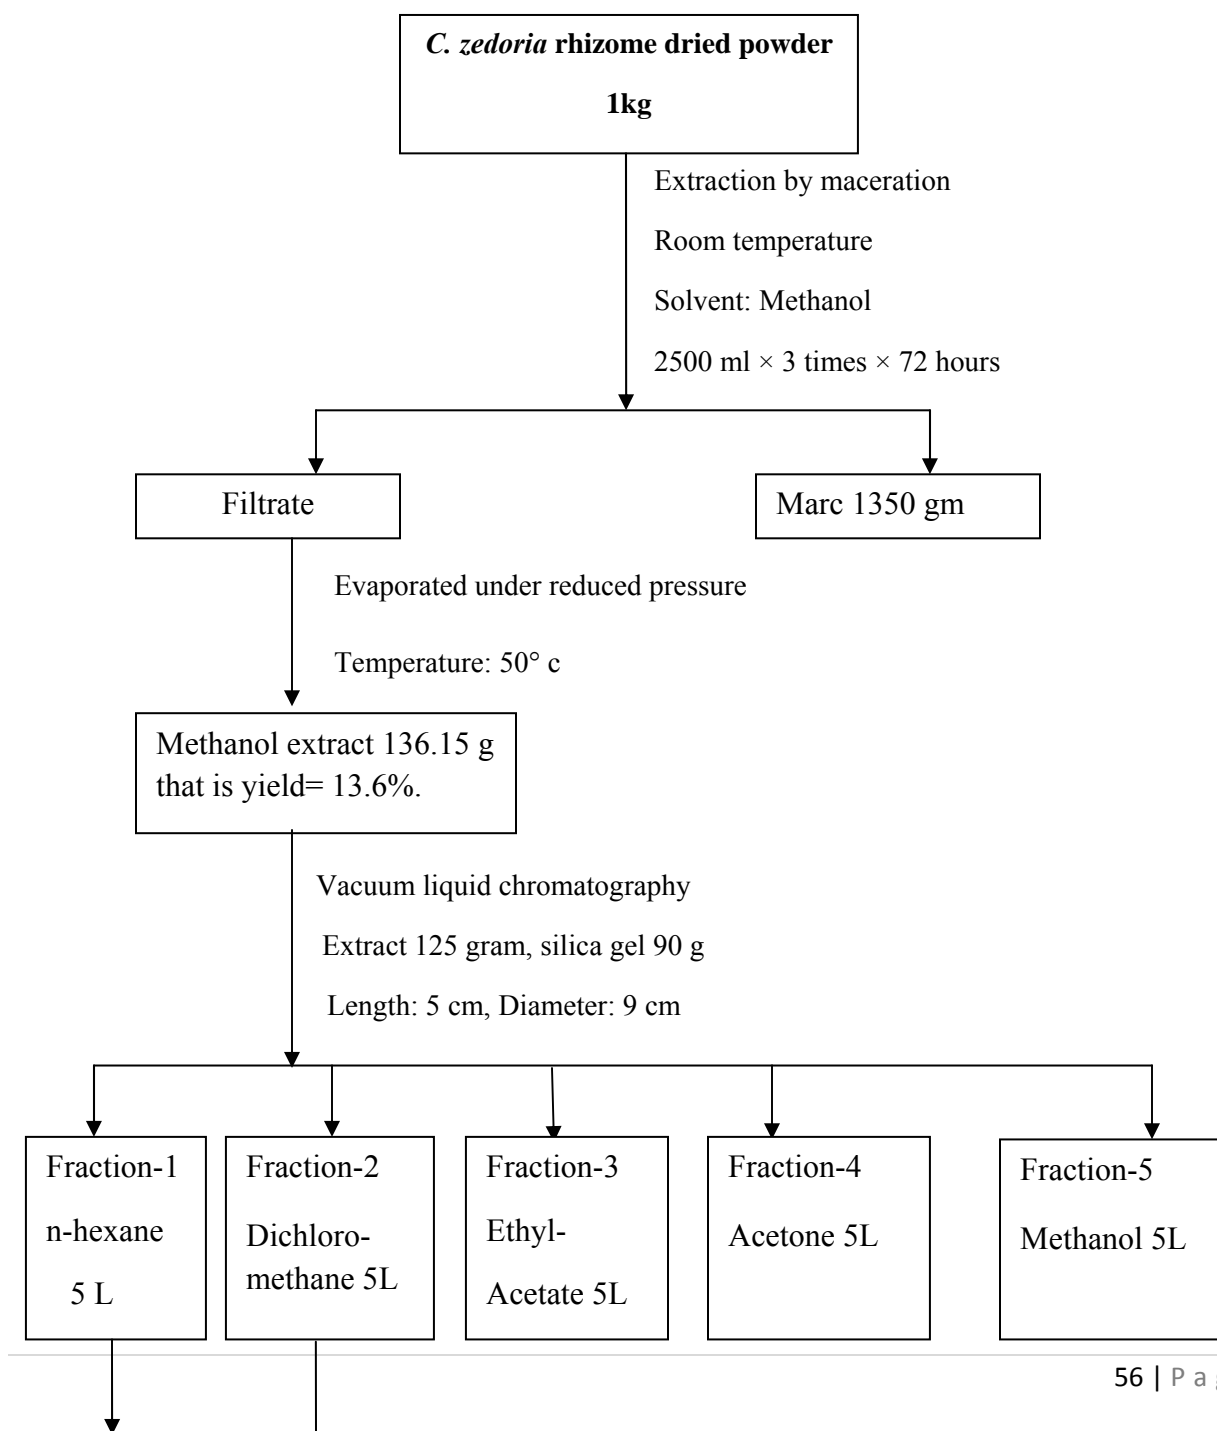 C. zedoria rhizome dried powder
1kg
Extraction by maceration
Room temperature
Solvent: Methanol
2500 ml × 3 times × 72 hours
Filtrate
Marc 1350 gm
Evaporated under reduced pressure
Temperature: 50° c
Methanol extract 136.15 g
that is yield= 13.6%.
Vacuum liquid chromatography
Extract 125 gram, silica gel 90 g
Length: 5 cm, Diameter: 9 cm
Fraction-1
n-hexane
5 L
Fraction-2
Dichloro-
methane 5L
Fraction-3
Ethyl-
Acetate 5L
Fraction-4
Acetone 5L
Fraction-5
Methanol 5L
56 | P a